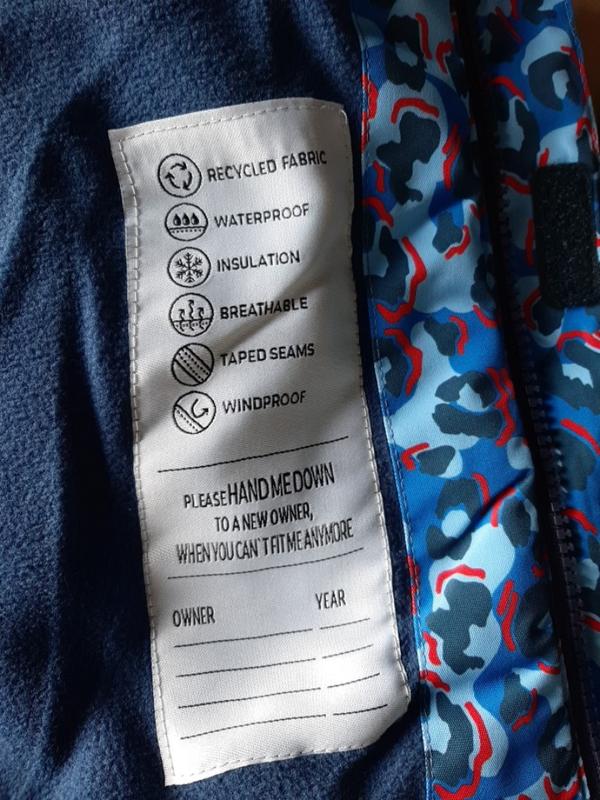 RECYCLED FABRIC
WATERPROOF
INSULATION
BREATHABLE
TAPED SEAMS
WINDPROOF
PLEASE HAND ME DOWN
TO A NEW OWNER,
WHEN YOU CAN`T FIT ME ANYMORE
OWNER YEAR